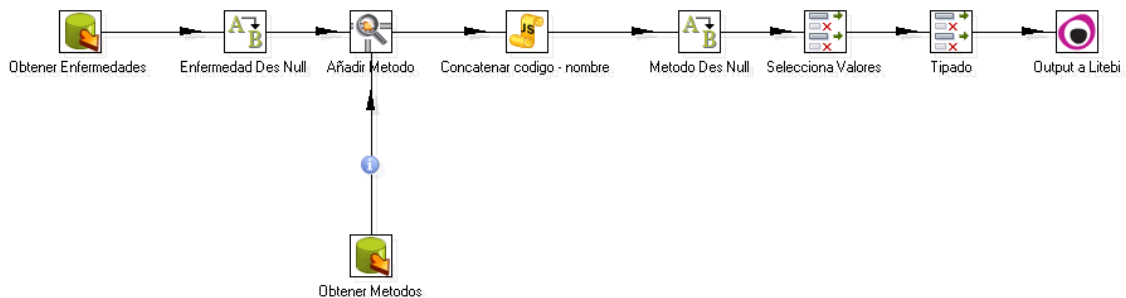 Obtener Enfermedades
Enfermedad Des Null
Añadir Metodo
Concatenar codigo - nombre
Metodo Des Null
Selecciona Valores
Tipado
Output a Litebi
Obtener Metodos